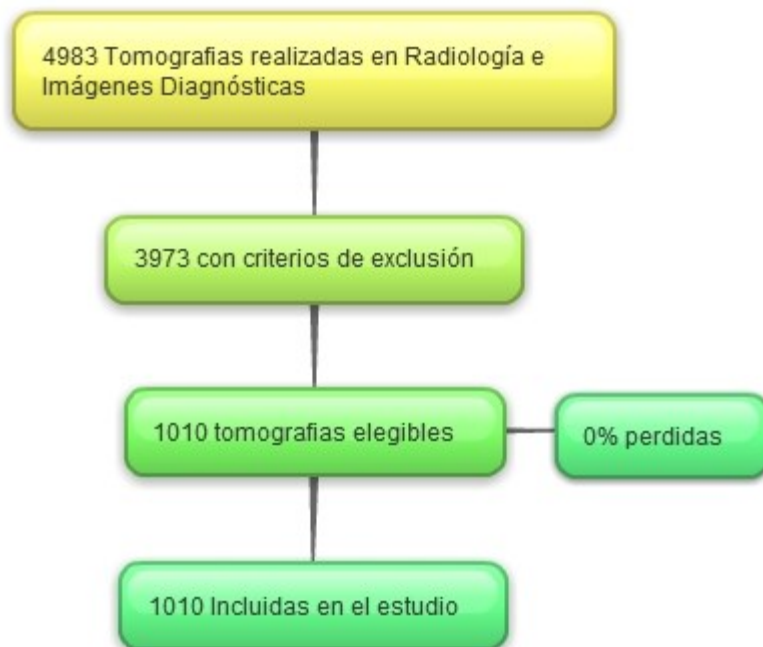 4983 Tomografias realizadas en Radiología e
Imágenes Diagnósticas
3973 con criterios de exclusión
1010 tomografias elegibles
0% perdidas
1010 Incluidas en el estudio